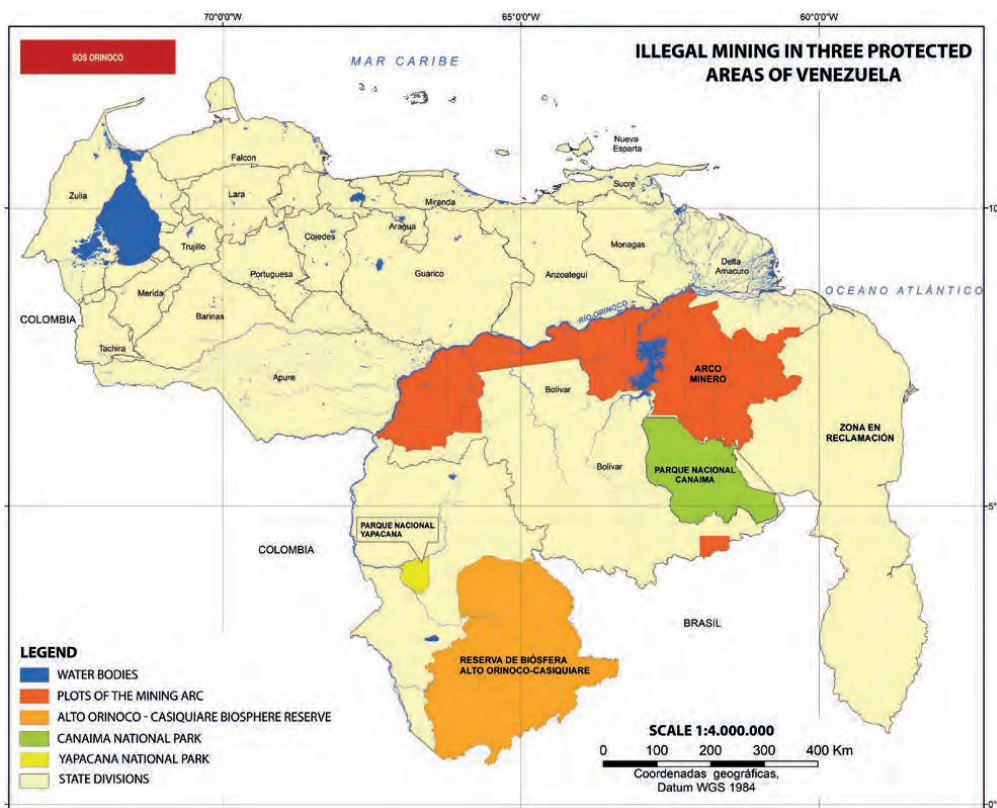 70°0'0"W
65°0'0"W
60°0'0"W
SOS ORINOCO
MAR CARIBE
ILLEGAL MINING IN THREE PROTECTED
AREAS OF VENEZUELA
Nueva
Esparta
Falcon
Sucre
Zulia
Lara
Miranda
10°
Aragua
Trujillo
Cojedes
Monagas
Delta
Amacuro
Portuguesa
Guarico
Anzoategui
Merida
OCEANO ATLÁNTICO
COLOMBIA
Barinas
RÍO ORINOCO
Tachira
Apure
ARCO
MINERO
Bolivar
ZONA EN
RECLAMACIÓN
Bolivar
PARQUE NACIONAL
CANAIMA
5°
PARQUE NACIONAL
YAPACANA
COLOMBIA
BRASIL
RESERVA DE BIÓSFERA
ALTO ORINOCO-CASIQUIARE
LEGEND
WATER BODIES
PLOTS OF THE MINING ARC
ALTO ORINOCO - CASIQUIARE BIOSPHERE RESERVE
CANAIMA NATIONAL PARK
YAPACANA NATIONAL PARK
STATE DIVISIONS
SCALE 1:4.000.000
0 100 200 300 400 Km
Coordenadas geográficas,
Datum WGS 1984
0°